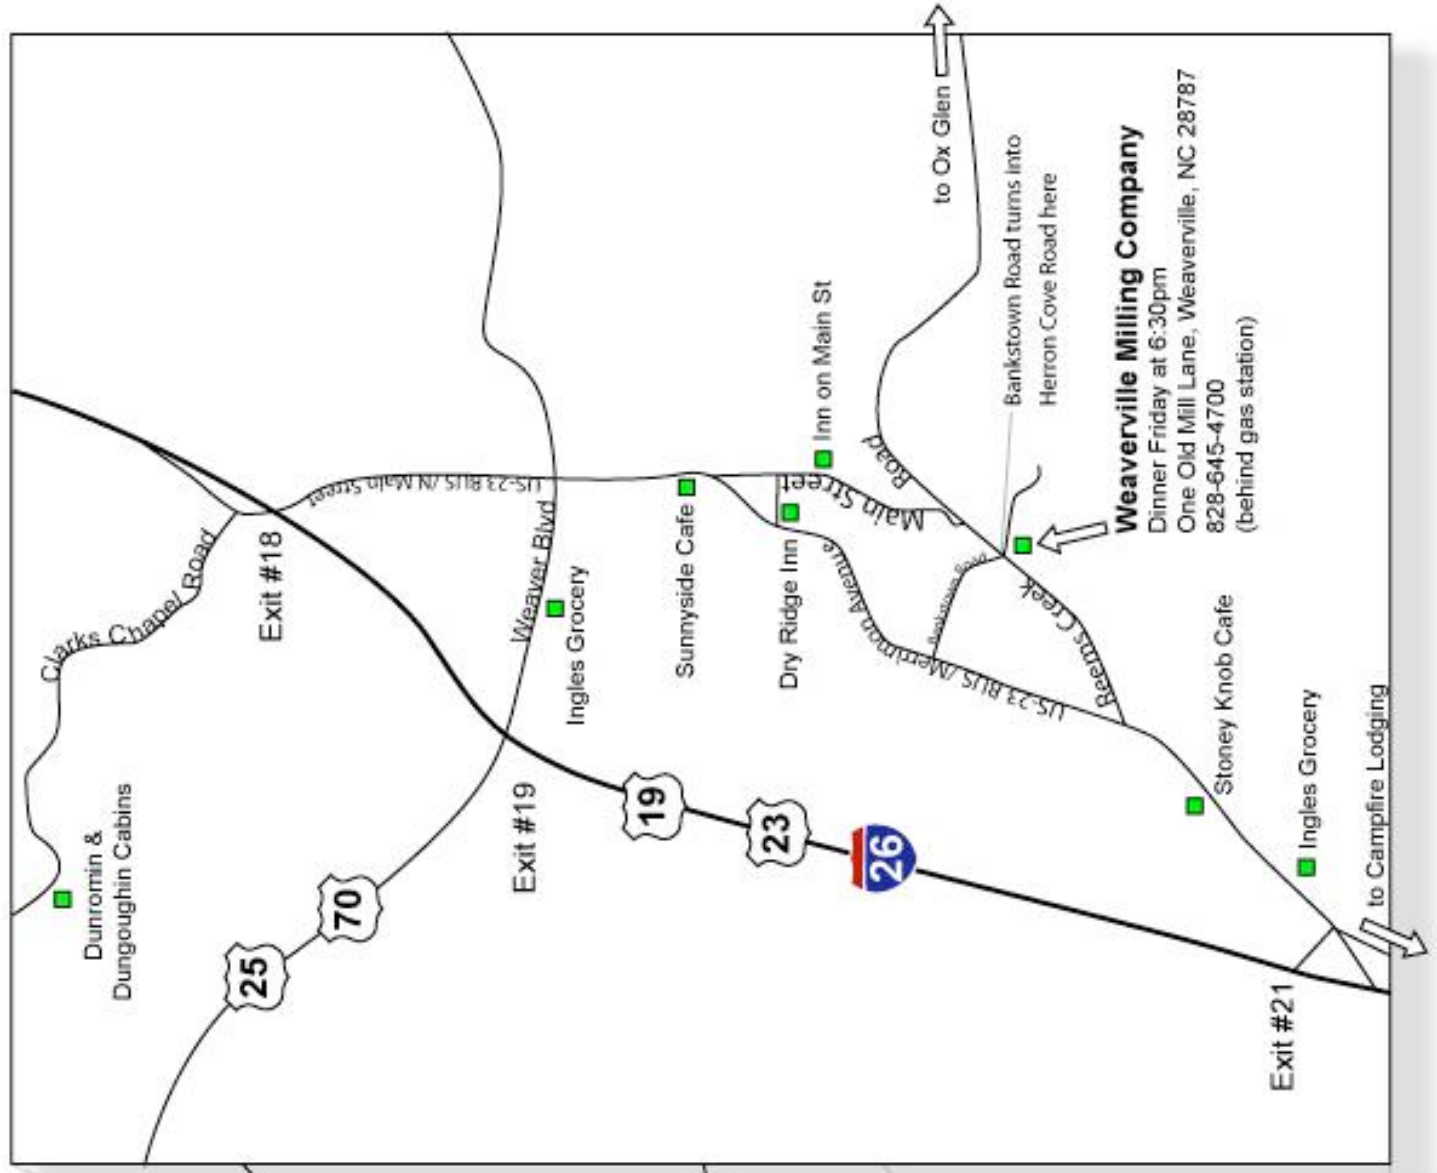 Clarks Chapel Road
Dunromin &
Dungoughin Cabins
Exit #18
US-23 BUS /N Main Street
25
70
Weaver Blvd
Exit #19
Ingles Grocery
19
23
26
Sunnyside Cafe
Dry Ridge Inn
Inn on Main St
Main Street
US-23 BUS /Merrimon Avenue
Bankstown Road
Reems Creek Road
to Ox Glen
Bankstown Road turns into
Herron Cove Road here
Weaverville Milling Company
Dinner Friday at 6:30pm
One Old Mill Lane, Weaverville, NC 28787
828-645-4700
(behind gas station)
Stoney Knob Cafe
Ingles Grocery
Exit #21
to Campfire Lodging